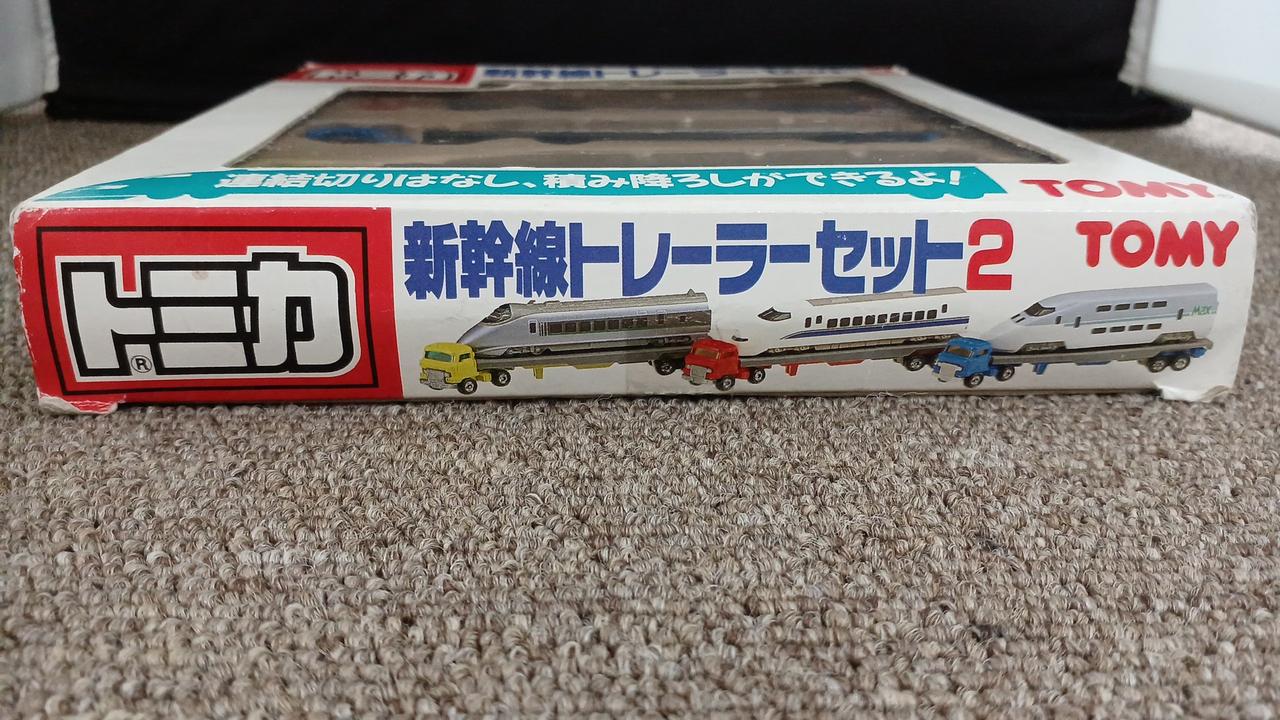 トミカ 新幹線トレーラーセット
連結切りはなし、積み降ろしができるよ! TOMY
トミカ® 新幹線トレーラーセット2 TOMY
Max